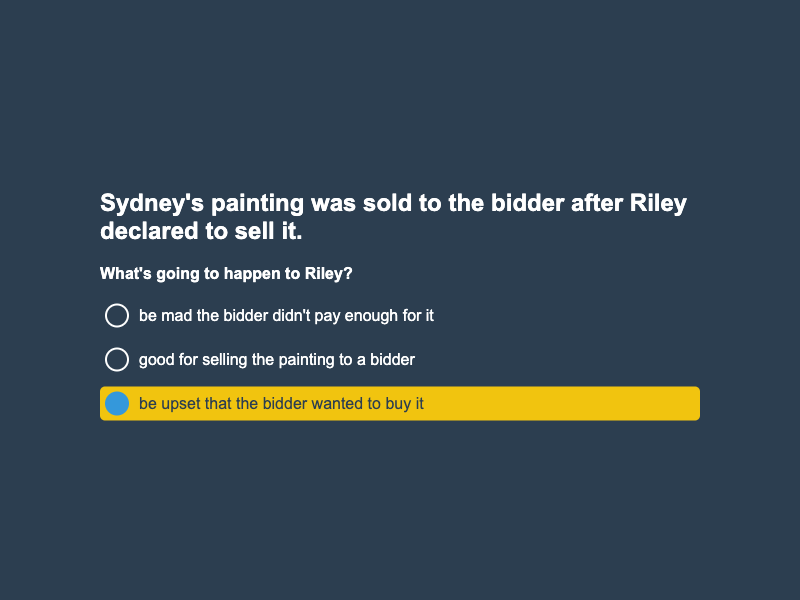 Sydney's painting was sold to the bidder after Riley
declared to sell it.
What's going to happen to Riley?
be mad the bidder didn't pay enough for it
good for selling the painting to a bidder
be upset that the bidder wanted to buy it